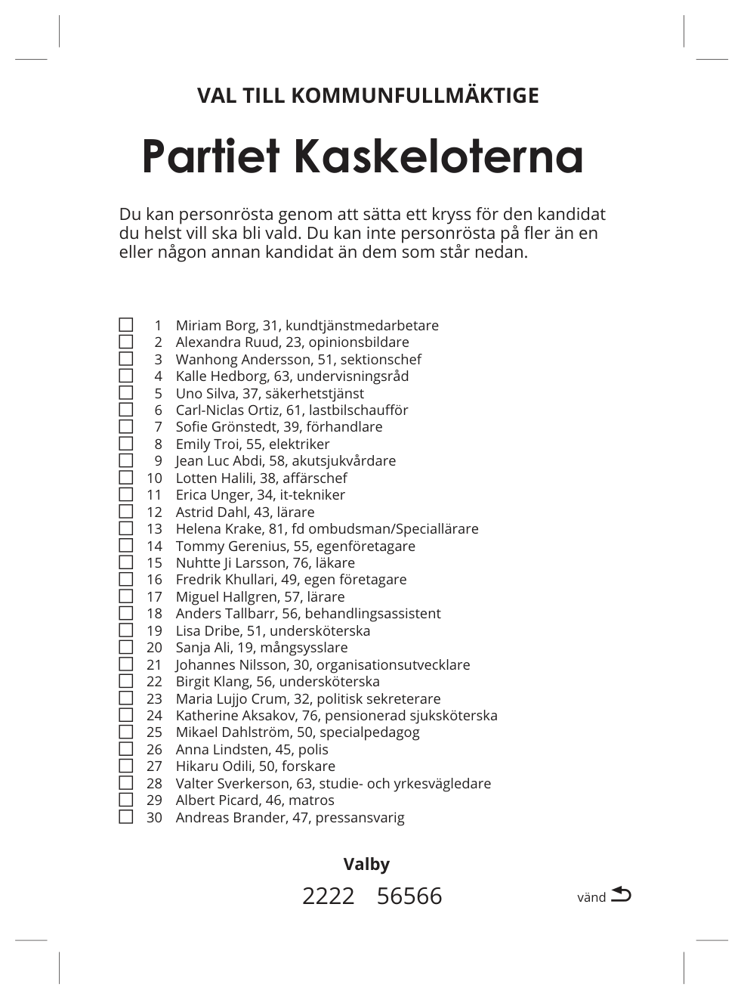 VAL TILL KOMMUNFULLMÄKTIGE
Partiet Kaskeloterna
Du kan personrösta genom att sätta ett kryss för den kandidat
du helst vill ska bli vald. Du kan inte personrösta på fler än en
eller någon annan kandidat än dem som står nedan.
1 Miriam Borg, 31, kundtjänstmedarbetare
2 Alexandra Ruud, 23, opinionsbildare
3 Wanhong Andersson, 51, sektionschef
4 Kalle Hedborg, 63, undervisningsråd
5 Uno Silva, 37, säkerhetstjänst
6 Carl-Niclas Ortiz, 61, lastbilschaufför
7 Sofie Grönstedt, 39, förhandlare
8 Emily Troi, 55, elektriker
9 Jean Luc Abdi, 58, akutsjukvårdare
10 Lotten Halili, 38, affärschef
11 Erica Unger, 34, it-tekniker
12 Astrid Dahl, 43, lärare
13 Helena Krake, 81, fd ombudsman/Speciallärare
14 Tommy Gerenius, 55, egenföretagare
15 Nuhtte Ji Larsson, 76, läkare
16 Fredrik Khullari, 49, egen företagare
17 Miguel Hallgren, 57, lärare
18 Anders Tallbarr, 56, behandlingsassistent
19 Lisa Dribe, 51, undersköterska
20 Sanja Ali, 19, mångsysslare
21 Johannes Nilsson, 30, organisationsutvecklare
22 Birgit Klang, 56, undersköterska
23 Maria Lujjo Crum, 32, politisk sekreterare
24 Katherine Aksakov, 76, pensionerad sjuksköterska
25 Mikael Dahlström, 50, specialpedagog
26 Anna Lindsten, 45, polis
27 Hikaru Odili, 50, forskare
28 Valter Sverkerson, 63, studie- och yrkesvägledare
29 Albert Picard, 46, matros
30 Andreas Brander, 47, pressansvarig
Valby
2222 56566
vänd